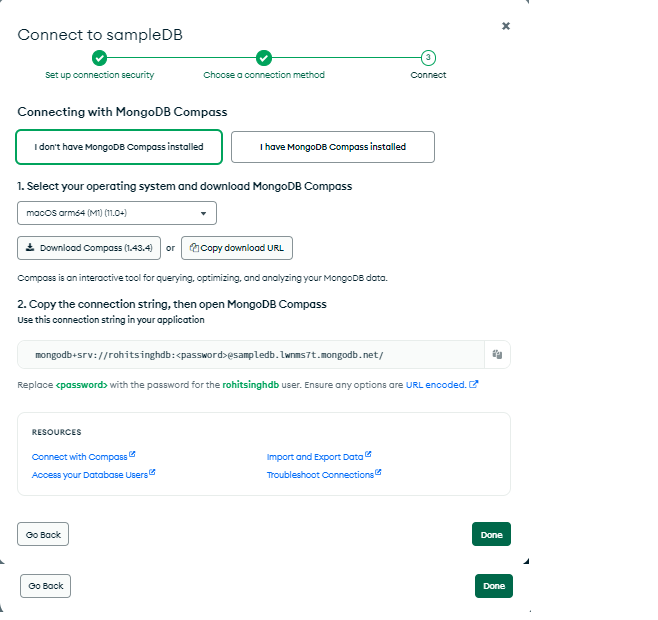 Connect to sampleDB
Set up connection security
Choose a connection method
3
Connect
Connecting with MongoDB Compass
I don't have MongoDB Compass installed
I have MongoDB Compass installed
1. Select your operating system and download MongoDB Compass
macOS arm64 (M1) (11.0+)
Download Compass (1.43.4) or Copy download URL
Compass is an interactive tool for querying, optimizing, and analyzing your MongoDB data.
2. Copy the connection string, then open MongoDB Compass
Use this connection string in your application
mongodb+srv://rohitsinghdb:<password>@sampledb.lwnms7t.mongodb.net/
Replace <password> with the password for the rohitsinghdb user. Ensure any options are URL encoded.
RESOURCES
Connect with Compass
Import and Export Data
Access your Database Users
Troubleshoot Connections
Go Back
Done
Go Back
Done